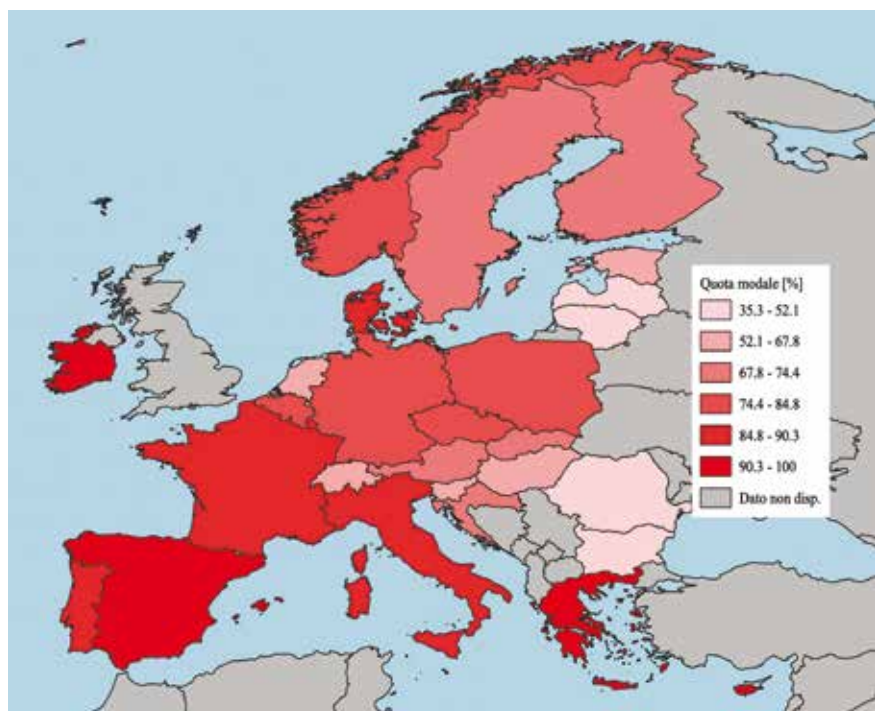 Quota modale [%]
35.3 - 52.1
52.1 - 67.8
67.8 - 74.4
74.4 - 84.8
84.8 - 90.3
90.3 - 100
Dato non disp.